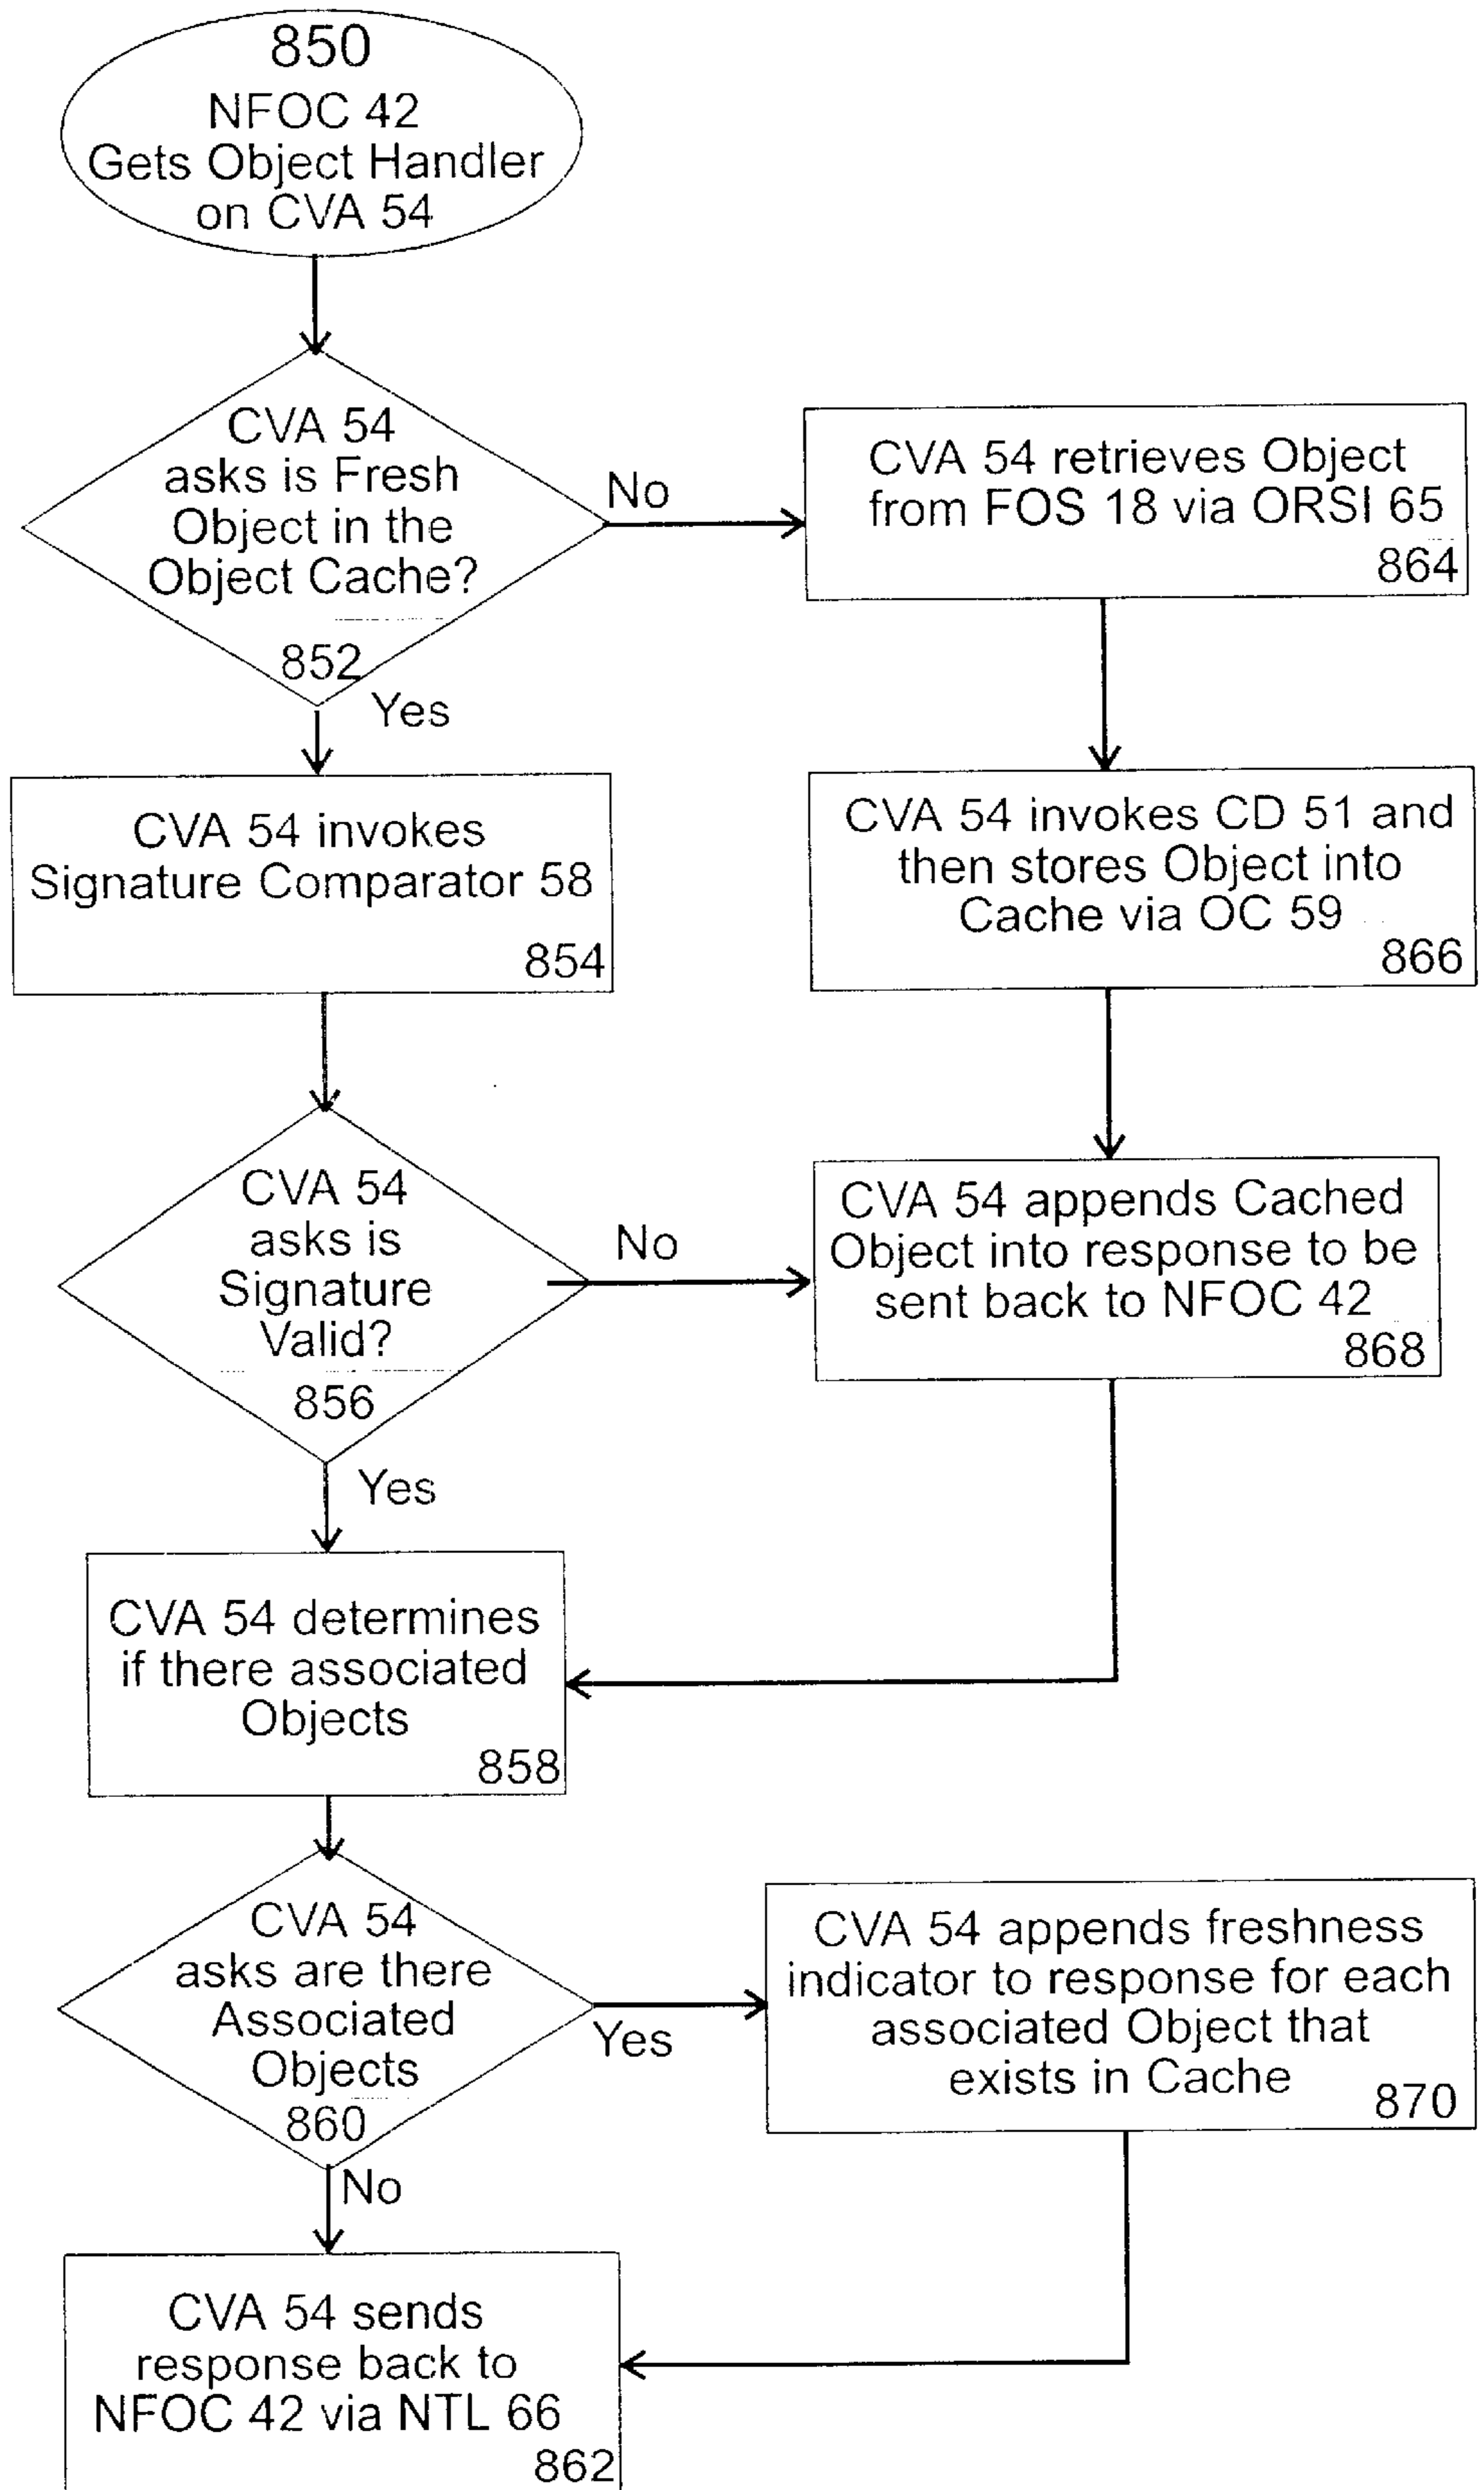 850
NFOC 42
Gets Object Handler
on CVA 54
CVA 54
asks is Fresh
Object in the
Object Cache?
852
No
Yes
CVA 54 retrieves Object
from FOS 18 via ORSI 65
864
CVA 54 invokes
Signature Comparator 58
854
CVA 54 invokes CD 51 and
then stores Object into
Cache via OC 59
866
CVA 54
asks is
Signature
Valid?
856
No
Yes
CVA 54 appends Cached
Object into response to be
sent back to NFOC 42
868
CVA 54 determines
if there associated
Objects
858
CVA 54
asks are there
Associated
Objects
860
Yes
No
CVA 54 appends freshness
indicator to response for each
associated Object that
exists in Cache
870
CVA 54 sends
response back to
NFOC 42 via NTL 66
862